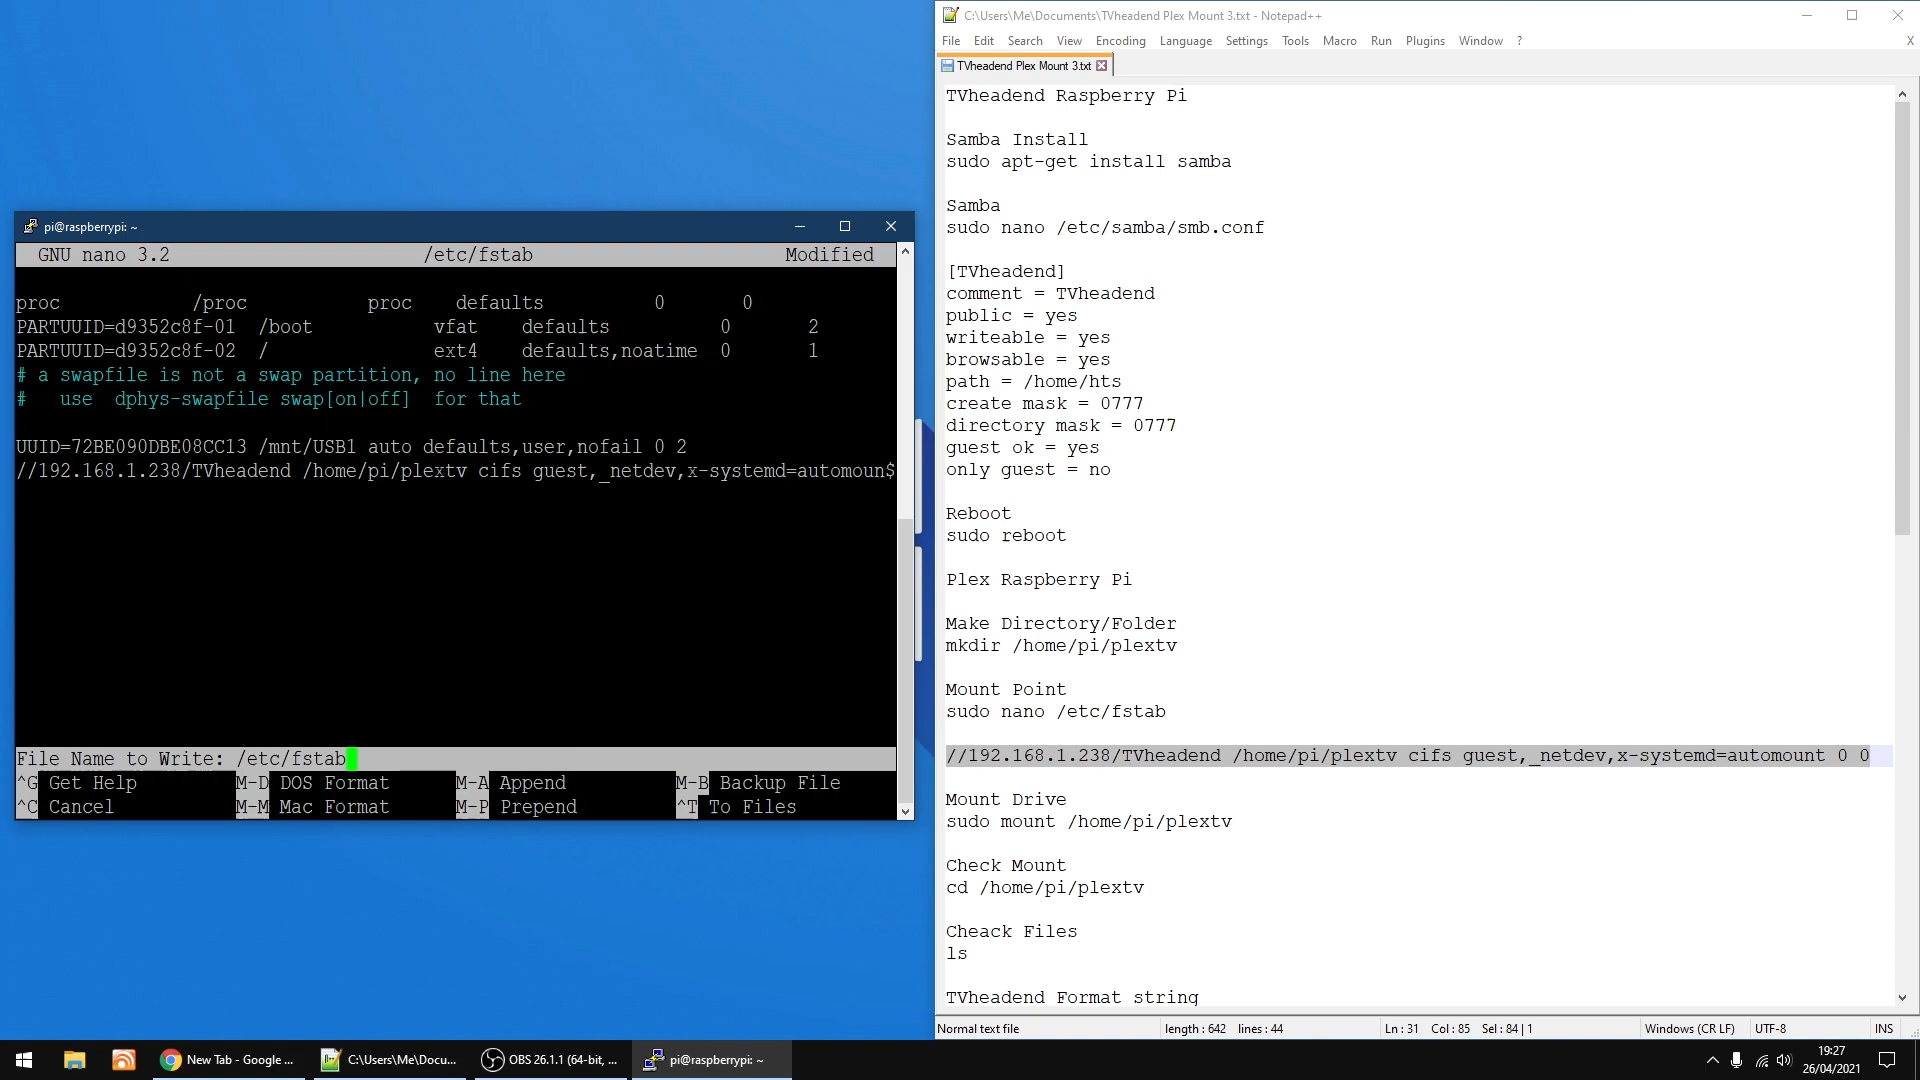 pi@raspberrypi: ~
GNU nano 3.2 /etc/fstab Modified
proc /proc proc defaults 0 0
PARTUUID=d9352c8f-01 /boot vfat defaults 0 2
PARTUUID=d9352c8f-02 / ext4 defaults,noatime 0 1
# a swapfile is not a swap partition, no line here
# use dphys-swapfile swap[on|off] for that
UUID=72BE090DBE08CC13 /mnt/USB1 auto defaults,user,nofail 0 2
//192.168.1.238/TVheadend /home/pi/plextv cifs guest,_netdev,x-systemd=automoun$
File Name to Write: /etc/fstab
^G Get Help M-D DOS Format M-A Append M-B Backup File
^C Cancel M-M Mac Format M-P Prepend ^T To Files
C:\Users\Me\Documents\TVheadend Plex Mount 3.txt - Notepad++
File Edit Search View Encoding Language Settings Tools Macro Run Plugins Window ? X
TVheadend Plex Mount 3.txt
TVheadend Raspberry Pi
Samba Install
sudo apt-get install samba
Samba
sudo nano /etc/samba/smb.conf
[TVheadend]
comment = TVheadend
public = yes
writeable = yes
browsable = yes
path = /home/hts
create mask = 0777
directory mask = 0777
guest ok = yes
only guest = no
Reboot
sudo reboot
Plex Raspberry Pi
Make Directory/Folder
mkdir /home/pi/plextv
Mount Point
sudo nano /etc/fstab
//192.168.1.238/TVheadend /home/pi/plextv cifs guest,_netdev,x-systemd=automount 0 0
Mount Drive
sudo mount /home/pi/plextv
Check Mount
cd /home/pi/plextv
Cheack Files
ls
TVheadend Format string
Normal text file length : 642 lines : 44 Ln : 31 Col : 85 Sel : 84 | 1 Windows (CR LF) UTF-8 INS
New Tab - Google ... C:\Users\Me\Docu... OBS 26.1.1 (64-bit, ... pi@raspberrypi: ~ 19:27
26/04/2021